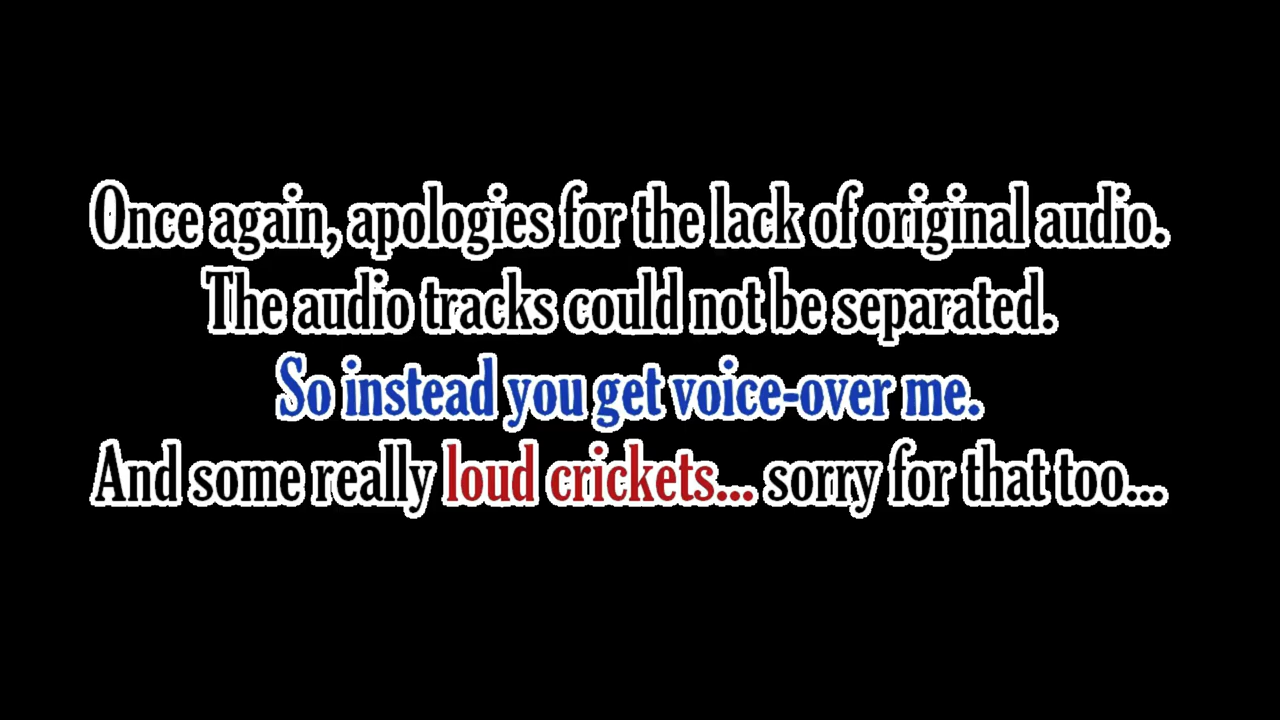 Once again, apologies for the lack of original audio.
The audio tracks could not be separated.
So instead you get voice-over me.
And some really loud crickets... sorry for that too...